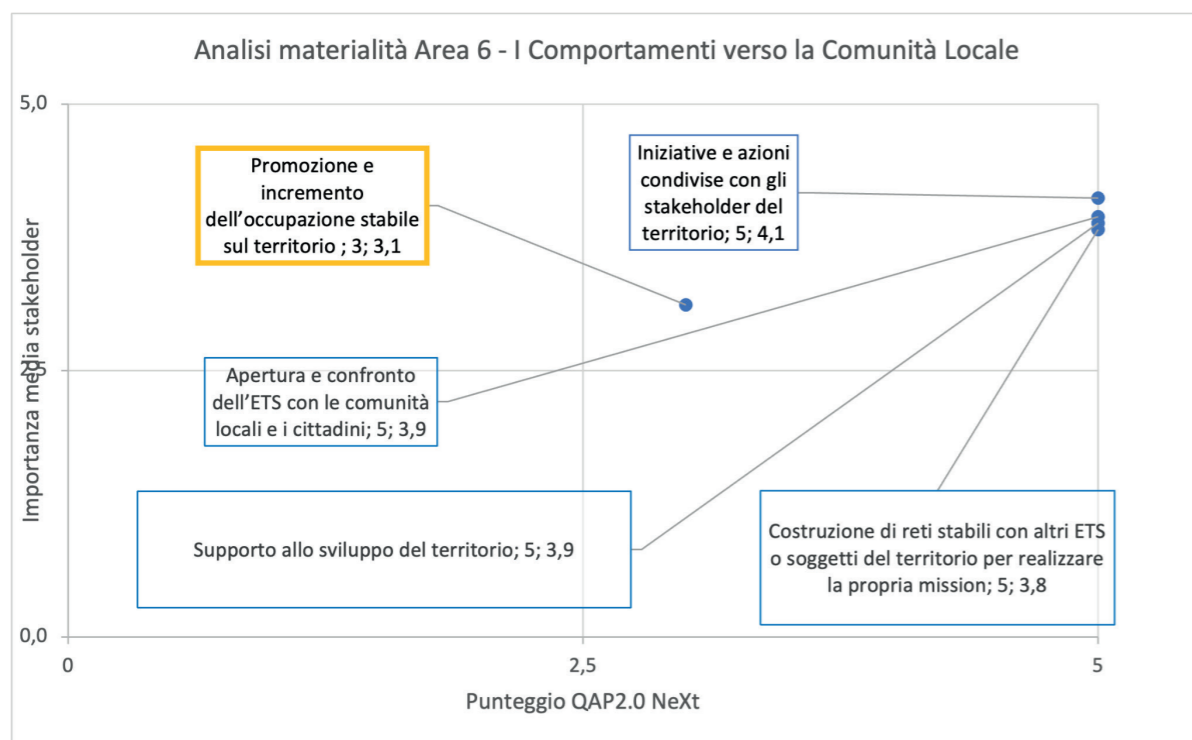 Analisi materialità Area 6 - I Comportamenti verso la Comunità Locale
5,0
Promozione e
incremento
dell’occupazione stabile
sul territorio ; 3; 3,1
Iniziative e azioni
condivise con gli
stakeholder del
territorio; 5; 4,1
Importanza media stakeholder
2,5
Apertura e confronto
dell’ETS con le comunità
locali e i cittadini; 5; 3,9
Supporto allo sviluppo del territorio; 5; 3,9
Costruzione di reti stabili con altri ETS
o soggetti del territorio per realizzare
la propria mission; 5; 3,8
0,0
0
2,5
5
Punteggio QAP2.0 NeXt